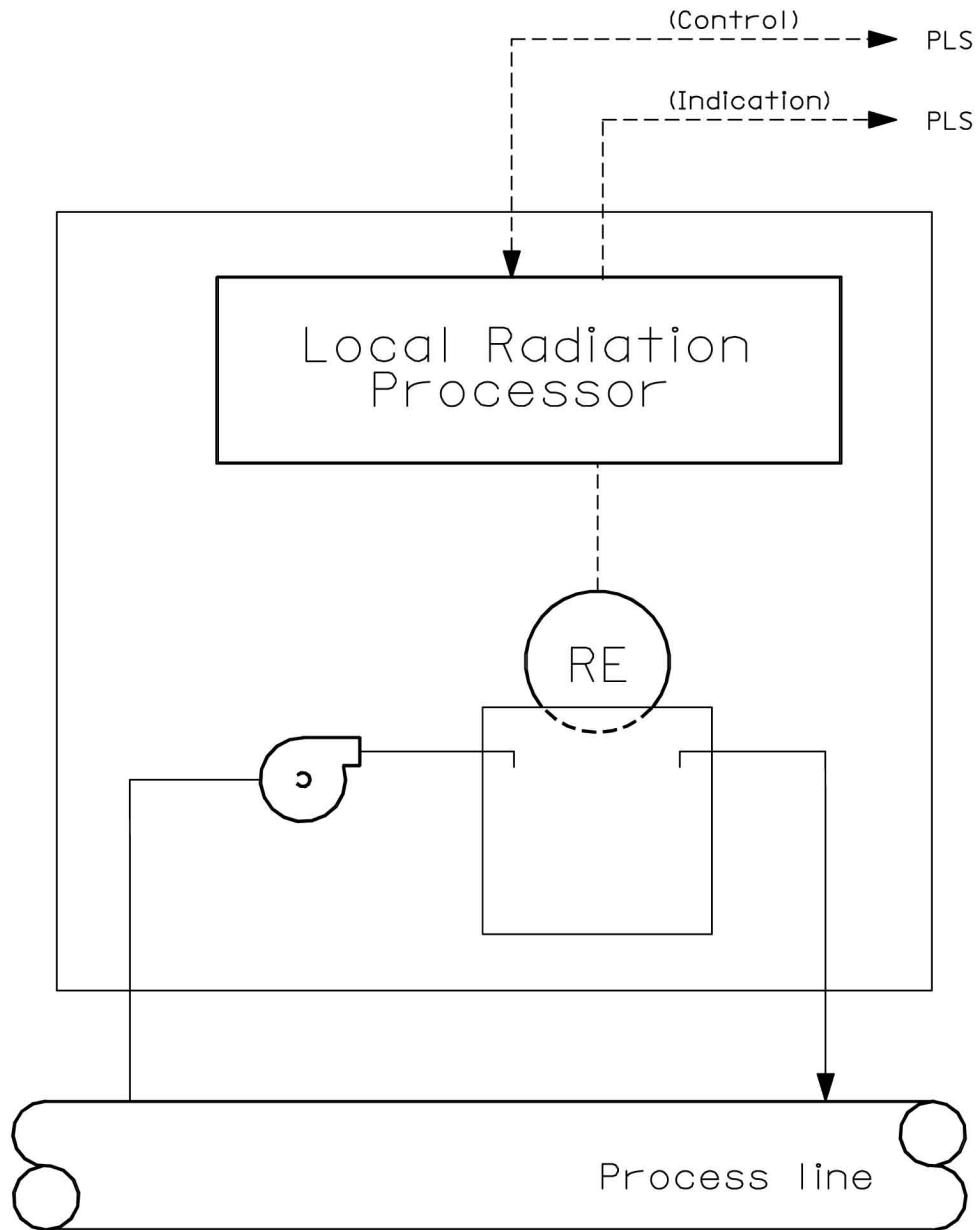 (Control)
PLS
(Indication)
PLS
Local Radiation
Processor
RE
Process line